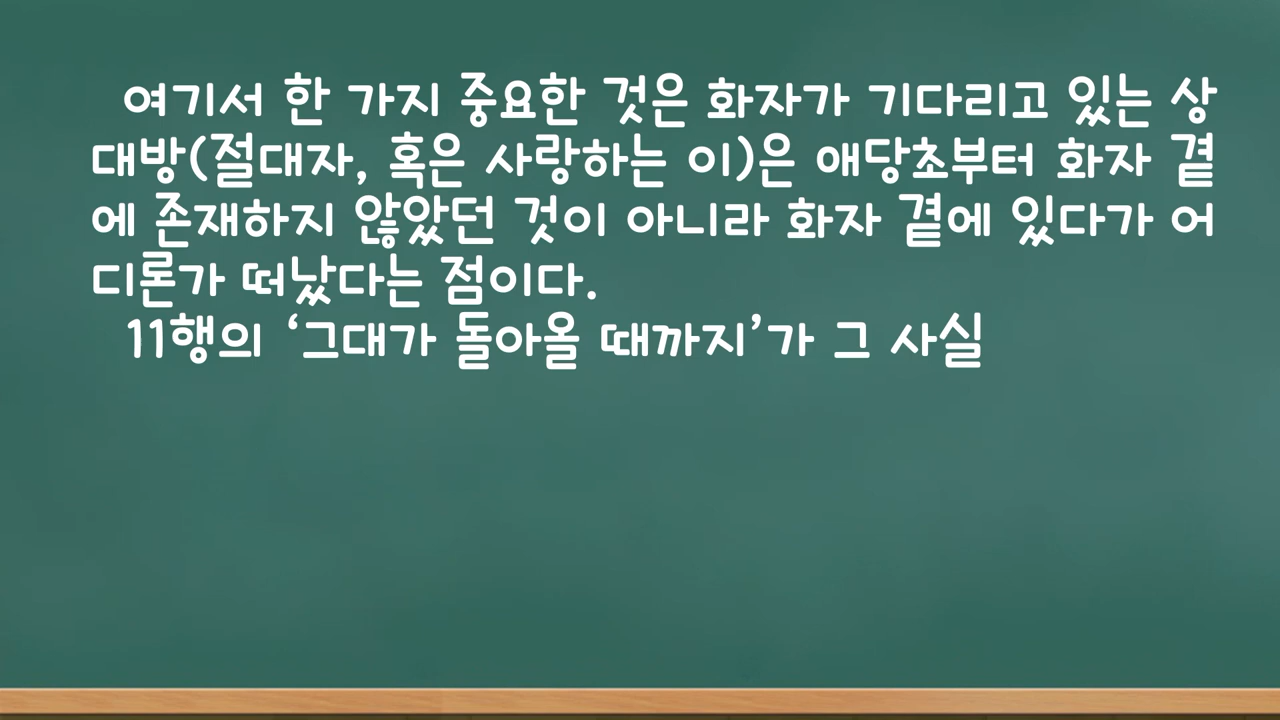 여기서 한 가지 중요한 것은 화자가 기다리고 있는 상
대방(절대자, 혹은 사랑하는 이)은 애당초부터 화자 곁
에 존재하지 않았던 것이 아니라 화자 곁에 있다가 어
디론가 떠났다는 점이다.
11행의 ‘그대가 돌아올 때까지’가 그 사실